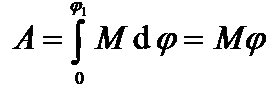 A = ∫₀^φ₁ M dφ = Mφ